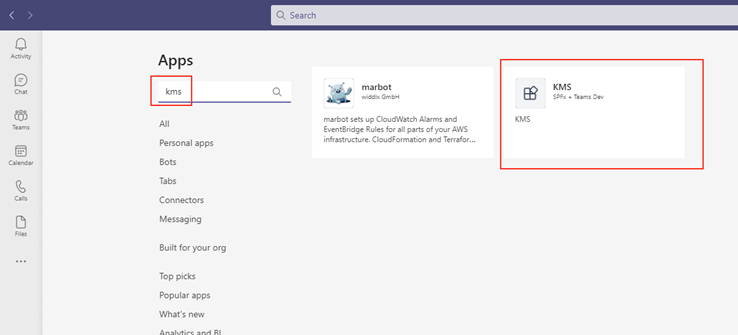 Search
Activity
Chat
Teams
Calendar
Calls
Files
Apps
kms
All
Personal apps
Bots
Tabs
Connectors
Messaging
Built for your org
Top picks
Popular apps
What's new
Analytics and BI
marbot
widdix GmbH
marbot sets up CloudWatch Alarms and
EventBridge Rules for all parts of your AWS
infrastructure. CloudFormation and Terrafor...
KMS
SPFx + Teams Dev
KMS